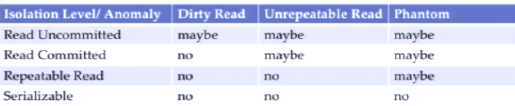 Isolation Level/ Anomaly Dirty Read Unrepeatable Read Phantom
Read Uncommitted maybe maybe maybe
Read Committed no maybe maybe
Repeatable Read no no maybe
Serializable no no no